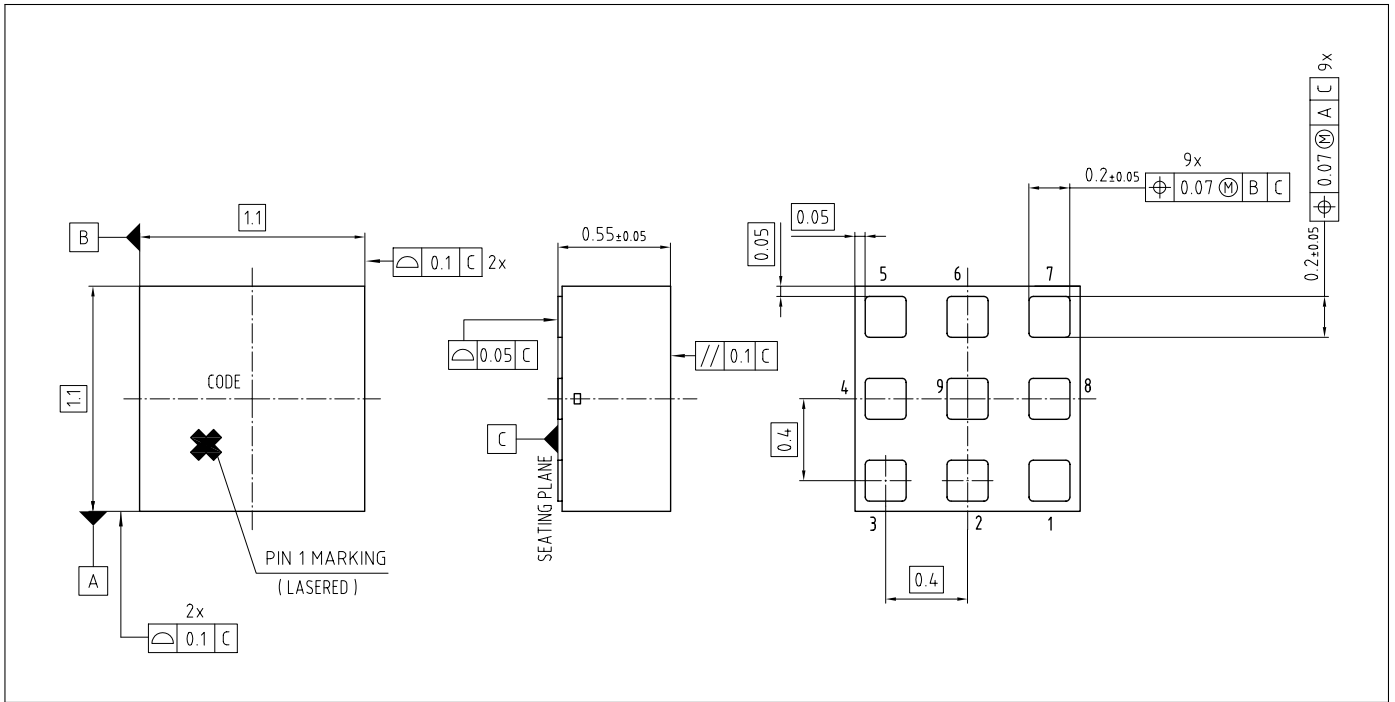 B
1.1
⌓ 0.1 C 2x
1.1
CODE
PIN 1 MARKING
( LASERED )
A
2x
⌓ 0.1 C
0.55±0.05
⌓ 0.05 C
// 0.1 C
C
SEATING PLANE
0.05
0.05
9x
0.2±0.05 ⌖ 0.07 Ⓜ B C
⌖ 0.07 Ⓜ A C 9x
0.2±0.05
5 6 7
4 9 8
0.4
3 2 1
0.4